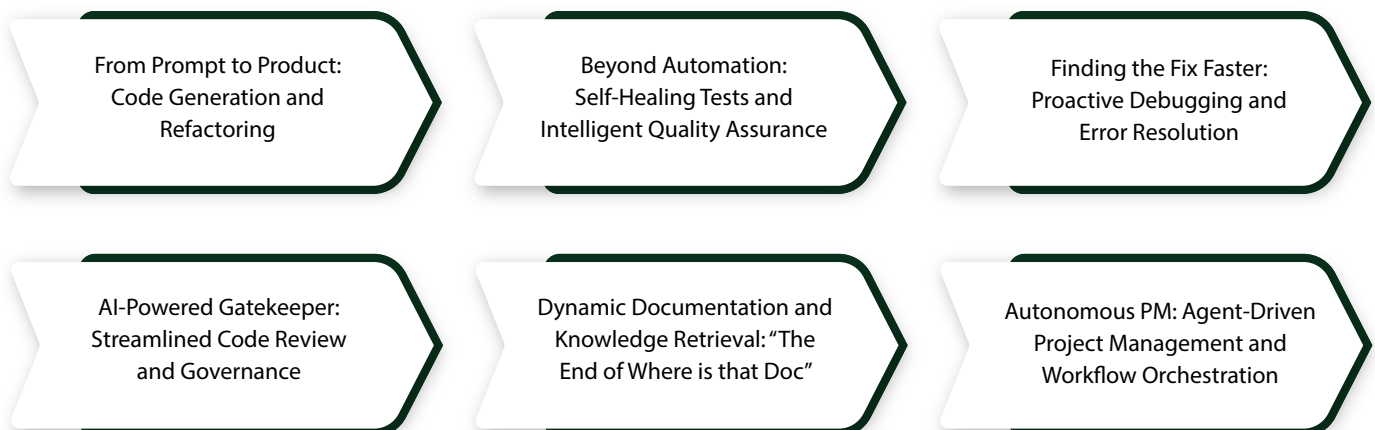 From Prompt to Product:
Code Generation and
Refactoring
Beyond Automation:
Self-Healing Tests and
Intelligent Quality Assurance
Finding the Fix Faster:
Proactive Debugging and
Error Resolution
AI-Powered Gatekeeper:
Streamlined Code Review
and Governance
Dynamic Documentation and
Knowledge Retrieval: “The
End of Where is that Doc”
Autonomous PM: Agent-Driven
Project Management and
Workflow Orchestration